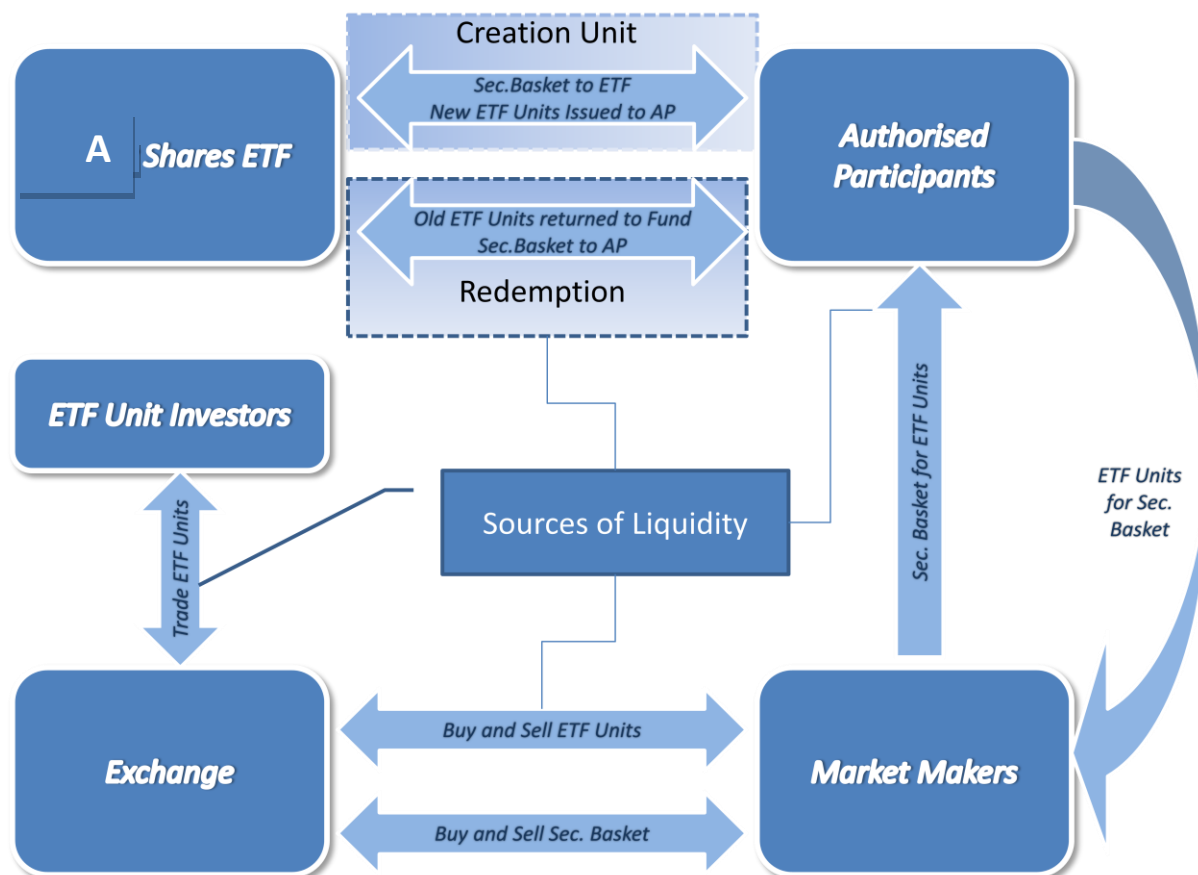 Creation Unit
Sec.Basket to ETF
New ETF Units Issued to AP
A Shares ETF
Authorised
Participants
Old ETF Units returned to Fund
Sec.Basket to AP
Redemption
ETF Unit Investors
Trade ETF Units
Sources of Liquidity
Sec. Basket for ETF Units
ETF Units
for Sec.
Basket
Exchange
Buy and Sell ETF Units
Buy and Sell Sec. Basket
Market Makers